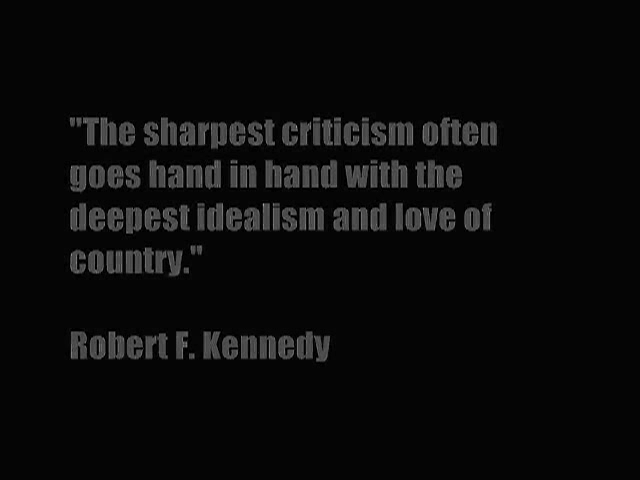 "The sharpest criticism often
goes hand in hand with the
deepest idealism and love of
country."
Robert F. Kennedy